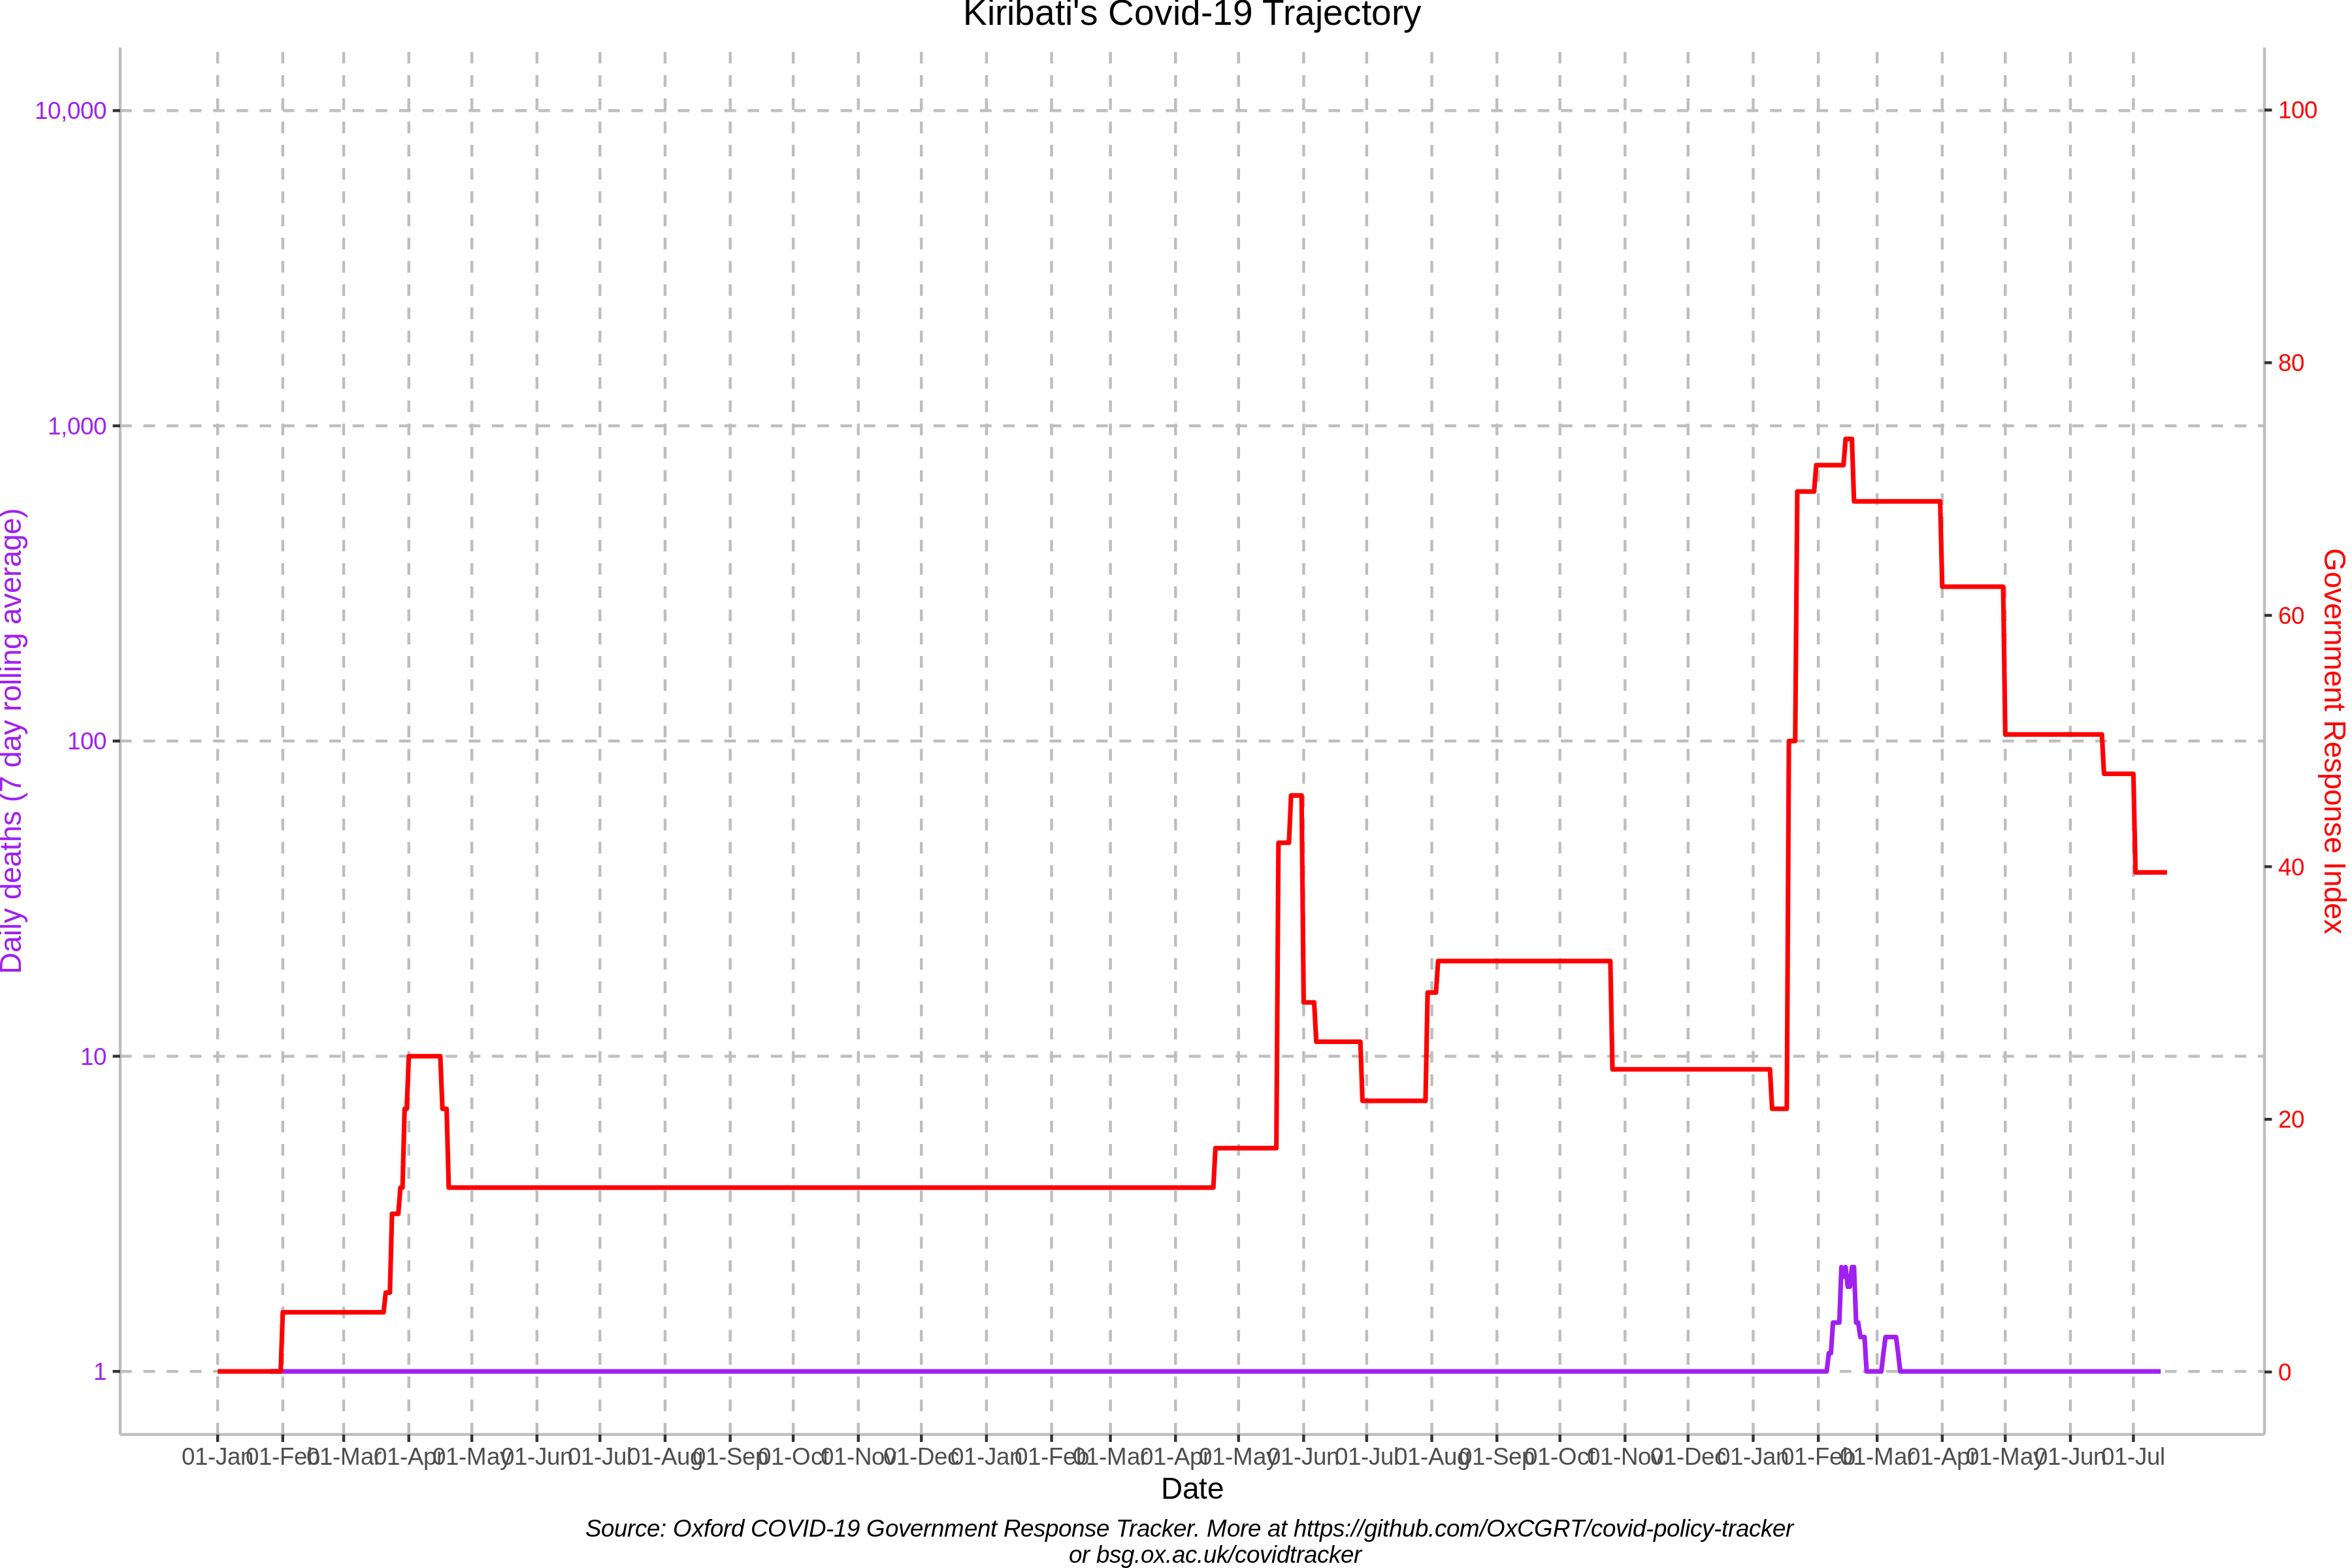 Kiribati's Covid-19 Trajectory
10,000
1,000
100
10
1
Daily deaths (7 day rolling average)
100
80
60
40
20
0
Government Response Index
01-Jan 01-Feb 01-Mar 01-Apr 01-May 01-Jun 01-Jul 01-Aug 01-Sep 01-Oct 01-Nov 01-Dec 01-Jan 01-Feb 01-Mar 01-Apr 01-May 01-Jun 01-Jul 01-Aug 01-Sep 01-Oct 01-Nov 01-Dec 01-Jan 01-Feb 01-Mar 01-Apr 01-May 01-Jun 01-Jul
Date
Source: Oxford COVID-19 Government Response Tracker. More at https://github.com/OxCGRT/covid-policy-tracker
or bsg.ox.ac.uk/covidtracker